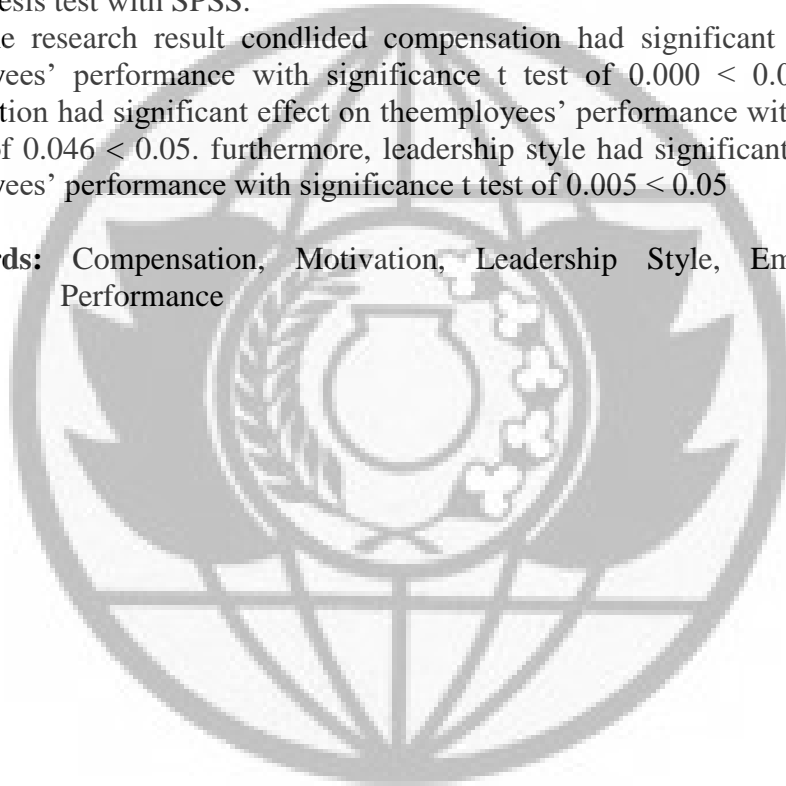 esis test with SPSS.
e research result condlided compensation had significant
yees’ performance with significance t test of 0.000 < 0.0
tion had significant effect on theemployees’ performance wit
f 0.046 < 0.05. furthermore, leadership style had significant
yees’ performance with significance t test of 0.005 < 0.05
rds: Compensation, Motivation, Leadership Style, Em
Performance